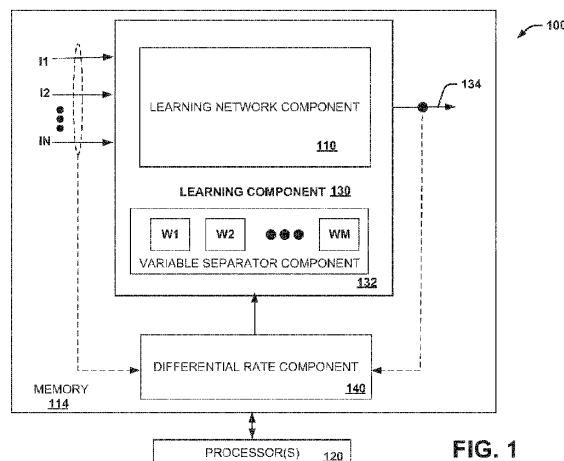 100
I1
I2
IN
LEARNING NETWORK COMPONENT
110
134
LEARNING COMPONENT 130
W1 W2 WM
VARIABLE SEPARATOR COMPONENT
132
DIFFERENTIAL RATE COMPONENT
140
MEMORY
114
PROCESSOR(S)
120
FIG. 1